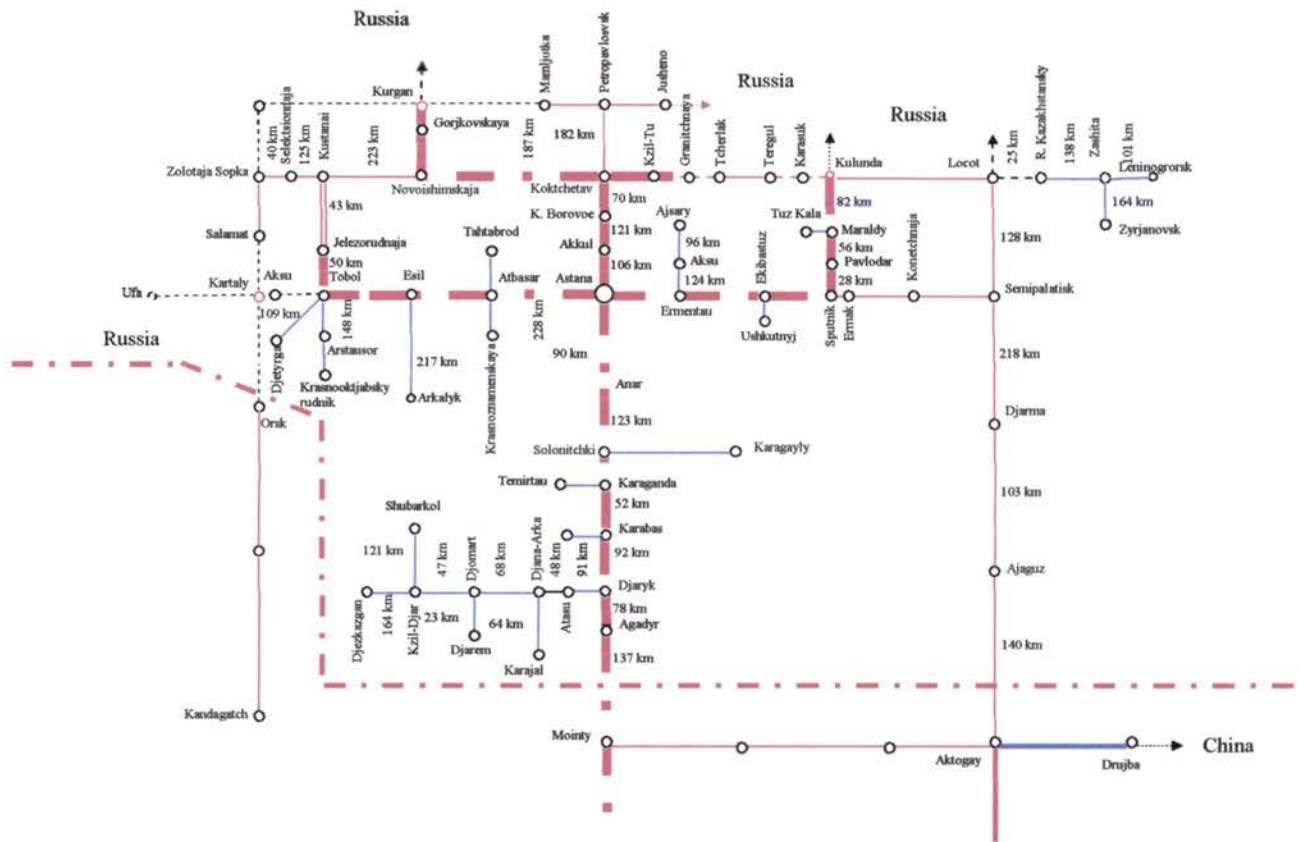 Russia
Kurgan
Mamljutka
Petropavlovsk
Jusheno
Russia
Russia
Gorjkovskaya
40 km
Selektsionnaja
125 km
Kustanai
223 km
187 km
182 km
Kzil-Tu
Granitchnaya
Tcherlak
Teregul
Karasuk
Kulunda
Locot
25 km
R. Kazakhstansky
138 km
Zashita
101 km
Leninogrorsk
Zolotaja Sopka
Novoishimskaja
Koktchetav
70 km
82 km
164 km
43 km
K. Borovoe
Ajsary
Tuz Kala
Maraldy
Zyrjanovsk
Salamat
Jelezorudnaja
Tahtabrod
121 km
Akkul
96 km
Aksu
Ekibastuz
56 km
Pavlodar
Konetchnaja
128 km
50 km
Tobol
Esil
Atbasar
106 km
Astana
124 km
28 km
Ufa
Kartaly
Aksu
109 km
Ermentau
Ushkutnyj
Sputnik
Ermak
Semipalatisk
Russia
Djetyrga
148 km
Arstausor
Krasnooktjabsky
rudnik
217 km
Arkalyk
Krasnoznamenskaya
228 km
90 km
218 km
Anar
Orsk
123 km
Djarma
Solonitchki
Karagayly
Temirtau
Karaganda
52 km
103 km
Shubarkol
Karabas
121 km
47 km
Djomart
68 km
Djana-Arka
48 km
91 km
92 km
Ajaguz
Djaryk
Djezkazgan
164 km
Kzil-Djar
23 km
Djarem
64 km
Karajal
Atasu
78 km
Agadyr
137 km
140 km
Kandagatch
Mointy
Aktogay
Drujba
China